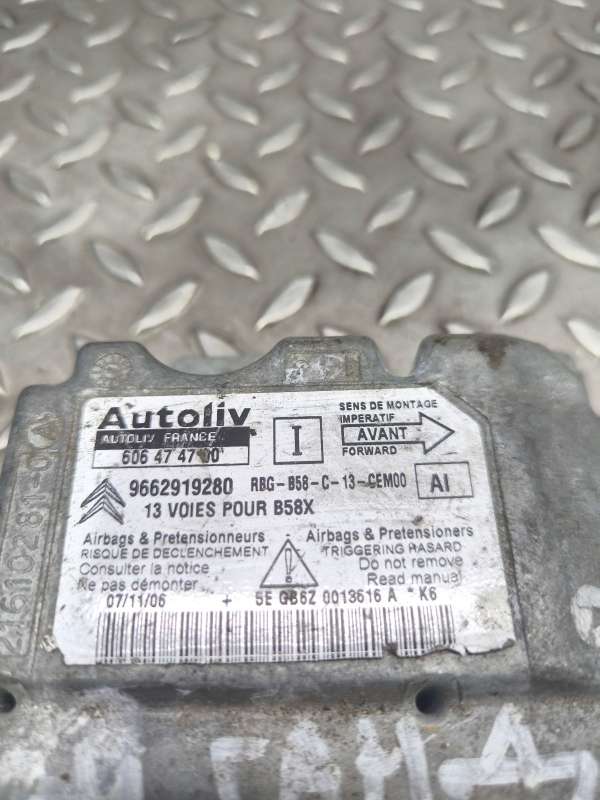 Autoliv
AUTOLIV FRANCE
606 47 47 00
I
SENS DE MONTAGE
IMPERATIF
AVANT
FORWARD
9662919280 RBG-B58-C-13-CEM00 AI
13 VOIES POUR B58X
Airbags & Pretensionneurs
RISQUE DE DECLENCHEMENT
Consulter la notice
Ne pas démonter
Airbags & Pretensioners
TRIGGERING HASARD
Do not remove
Read manual
07/11/06 + 5E GB6Z 0013616 A * K6